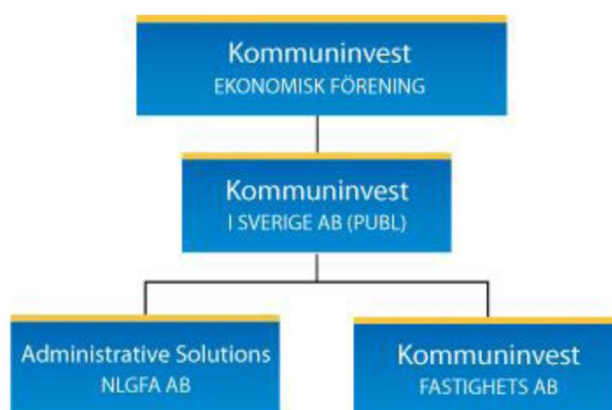 Kommuninvest
EKONOMISK FÖRENING
Kommuninvest
I SVERIGE AB (PUBL)
Administrative Solutions
NLGFA AB
Kommuninvest
FASTIGHETS AB